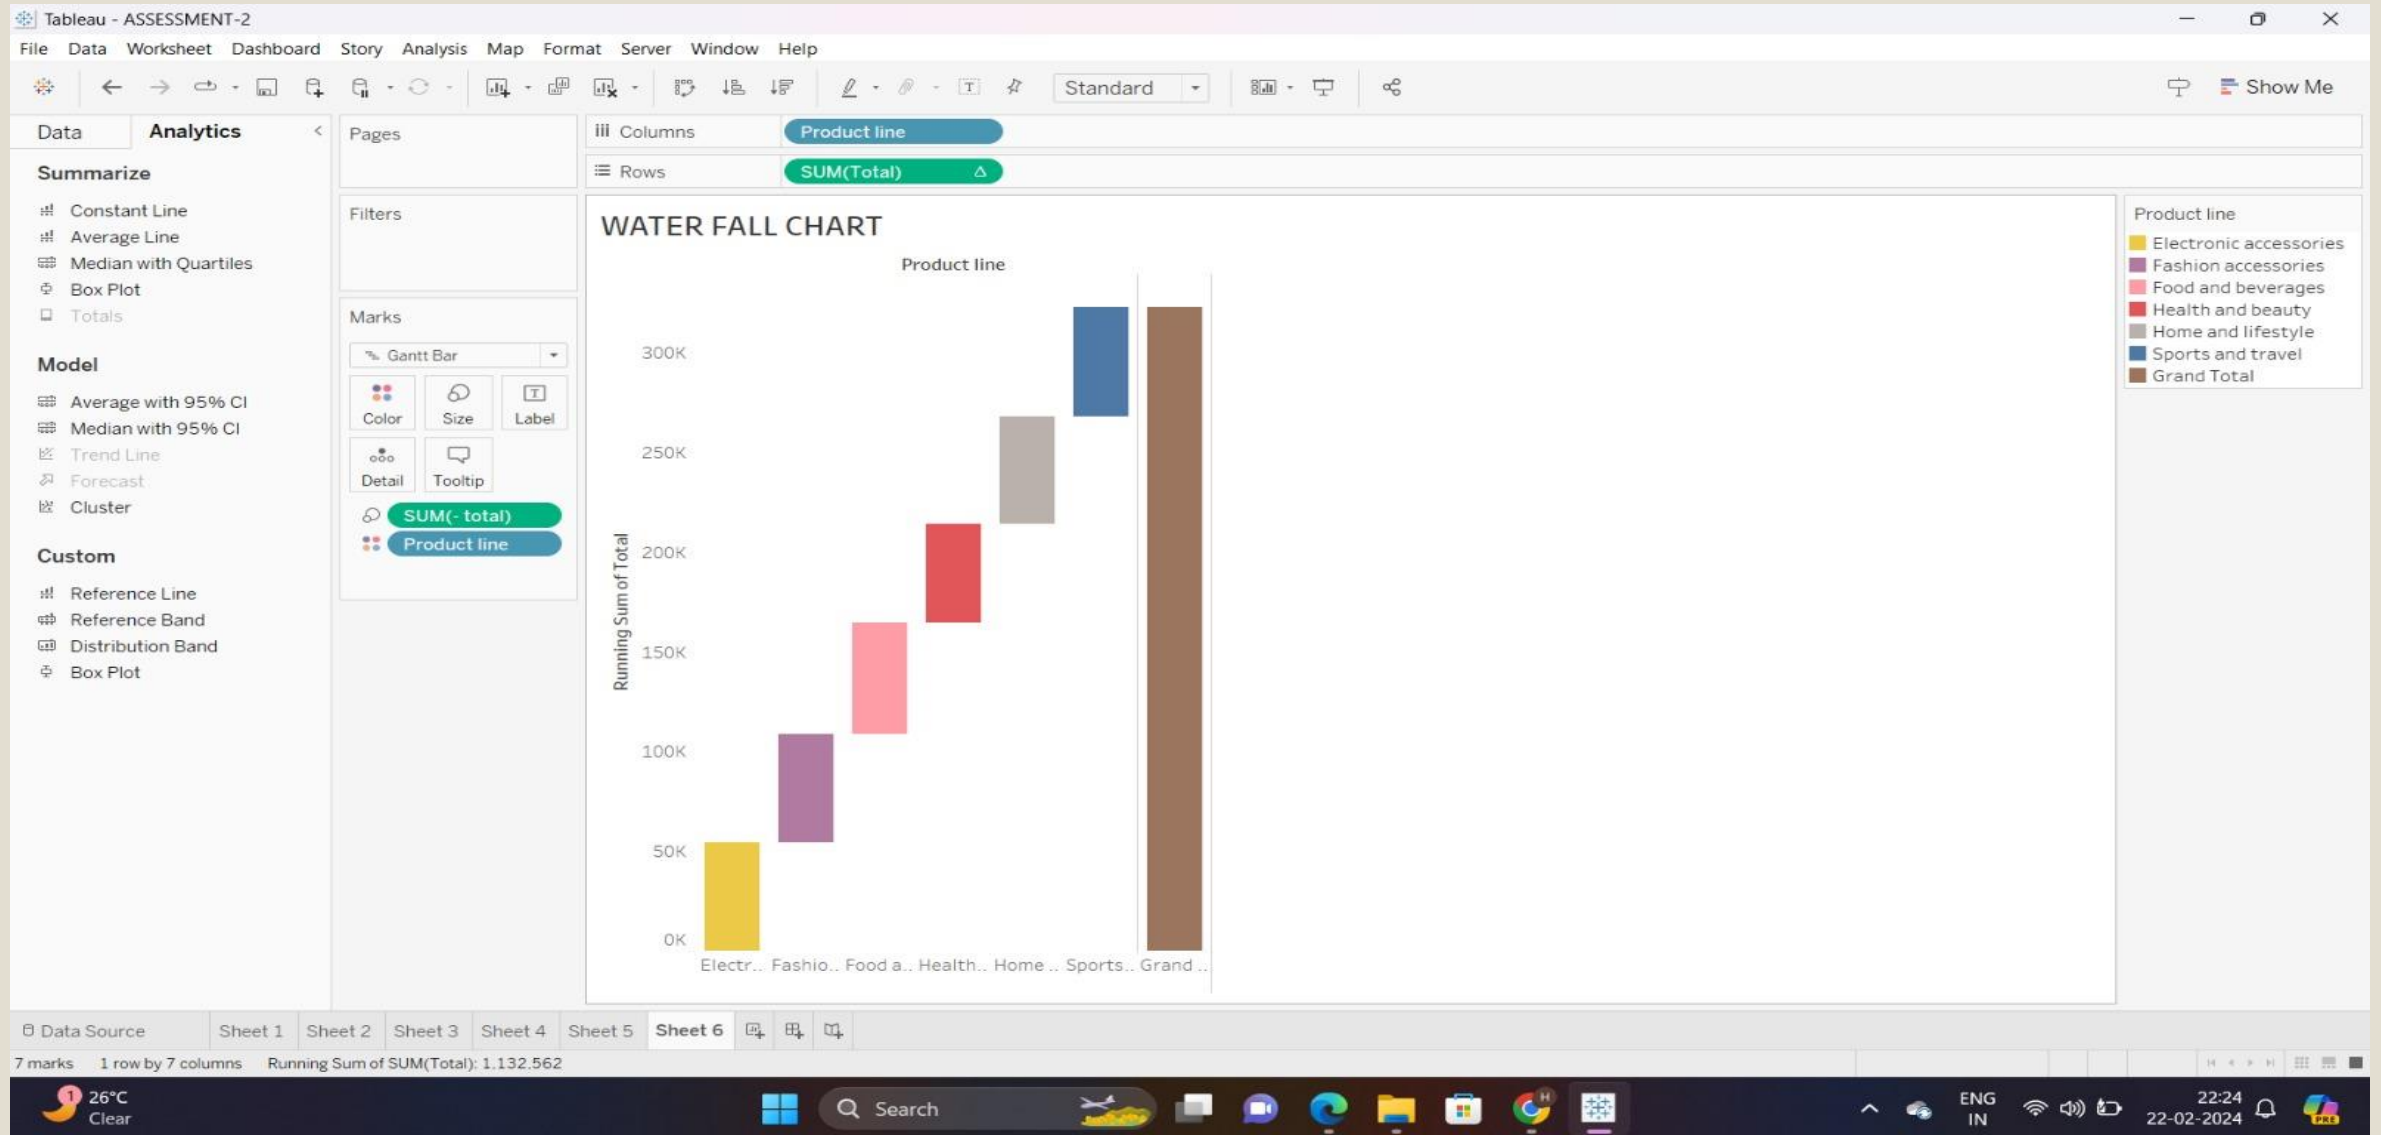 Tableau - ASSESSMENT-2
File Data Worksheet Dashboard Story Analysis Map Format Server Window Help
Standard
Show Me
Data Analytics
Summarize
Constant Line
Average Line
Median with Quartiles
Box Plot
Totals
Model
Average with 95% CI
Median with 95% CI
Trend Line
Forecast
Cluster
Custom
Reference Line
Reference Band
Distribution Band
Box Plot
Pages
Filters
Marks
Gantt Bar
Color Size Label
Detail Tooltip
SUM(- total)
Product line
iii Columns Product line
Rows SUM(Total) Δ
WATER FALL CHART
Product line
Running Sum of Total
300K
250K
200K
150K
100K
50K
0K
Electr.. Fashio.. Food a.. Health.. Home .. Sports.. Grand ..
Product line
Electronic accessories
Fashion accessories
Food and beverages
Health and beauty
Home and lifestyle
Sports and travel
Grand Total
Data Source Sheet 1 Sheet 2 Sheet 3 Sheet 4 Sheet 5 Sheet 6
7 marks 1 row by 7 columns Running Sum of SUM(Total): 1,132,562
1
26°C
Clear
Search
H
ENG
IN
22:24
22-02-2024
PRE